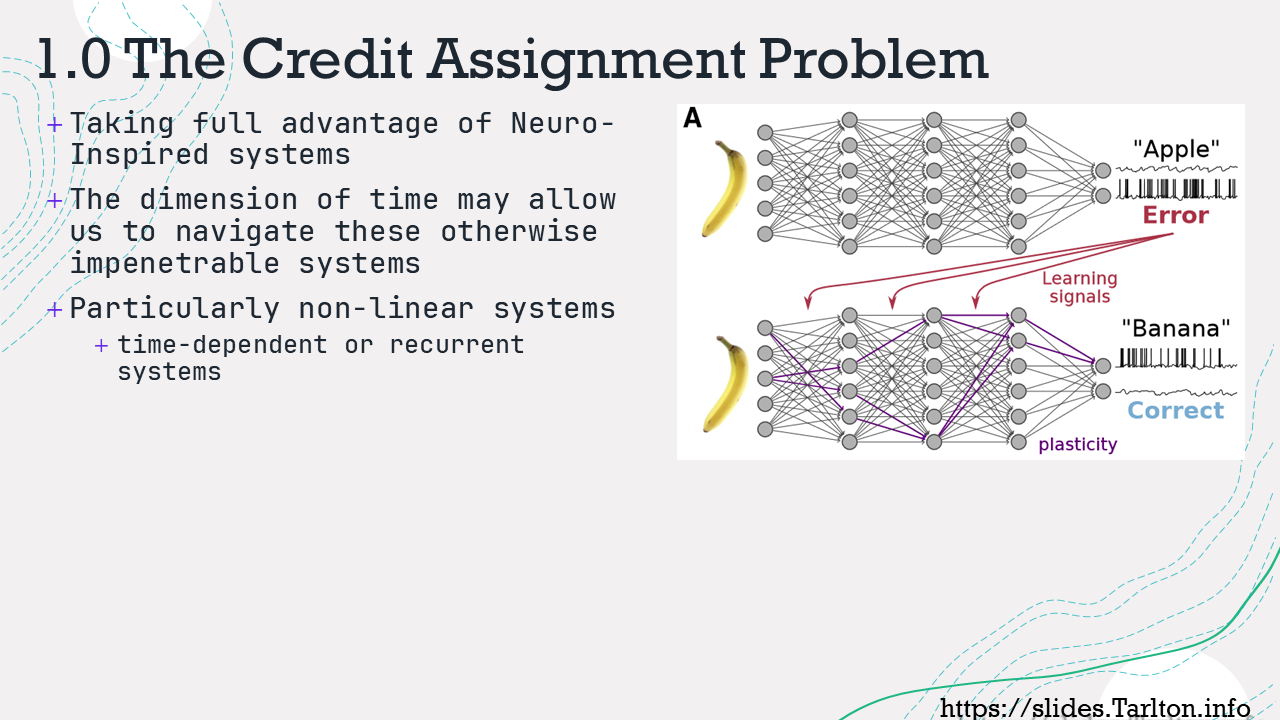 1.0 The Credit Assignment Problem
+ Taking full advantage of Neuro-
Inspired systems
+ The dimension of time may allow
us to navigate these otherwise
impenetrable systems
+ Particularly non-linear systems
+ time-dependent or recurrent
systems
A
"Apple"
Error
Learning
signals
"Banana"
Correct
plasticity
https://slides.Tarlton.info